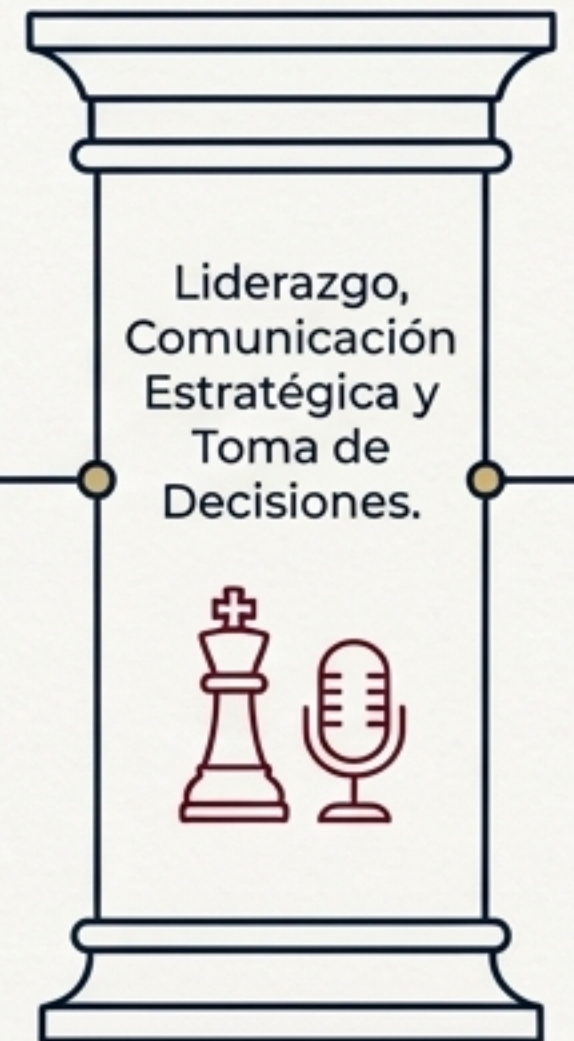 Liderazgo,
Comunicación
Estratégica y
Toma de
Decisiones.